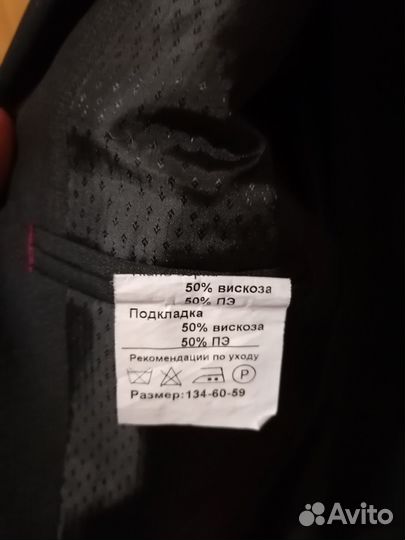 50% вискоза
50% ПЭ
Подкладка
50% вискоза
50% ПЭ
Рекомендации по уходу
P
Размер:134-60-59
Avito